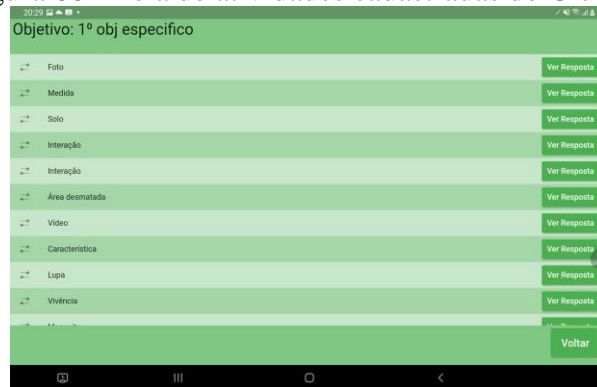 20:29
Objetivo: 1º obj especifico
Foto Ver Resposta
Medida Ver Resposta
Solo Ver Resposta
Interação Ver Resposta
Interação Ver Resposta
Área desmatada Ver Resposta
Vídeo Ver Resposta
Característica Ver Resposta
Lupa Ver Resposta
Vivência Ver Resposta
Voltar